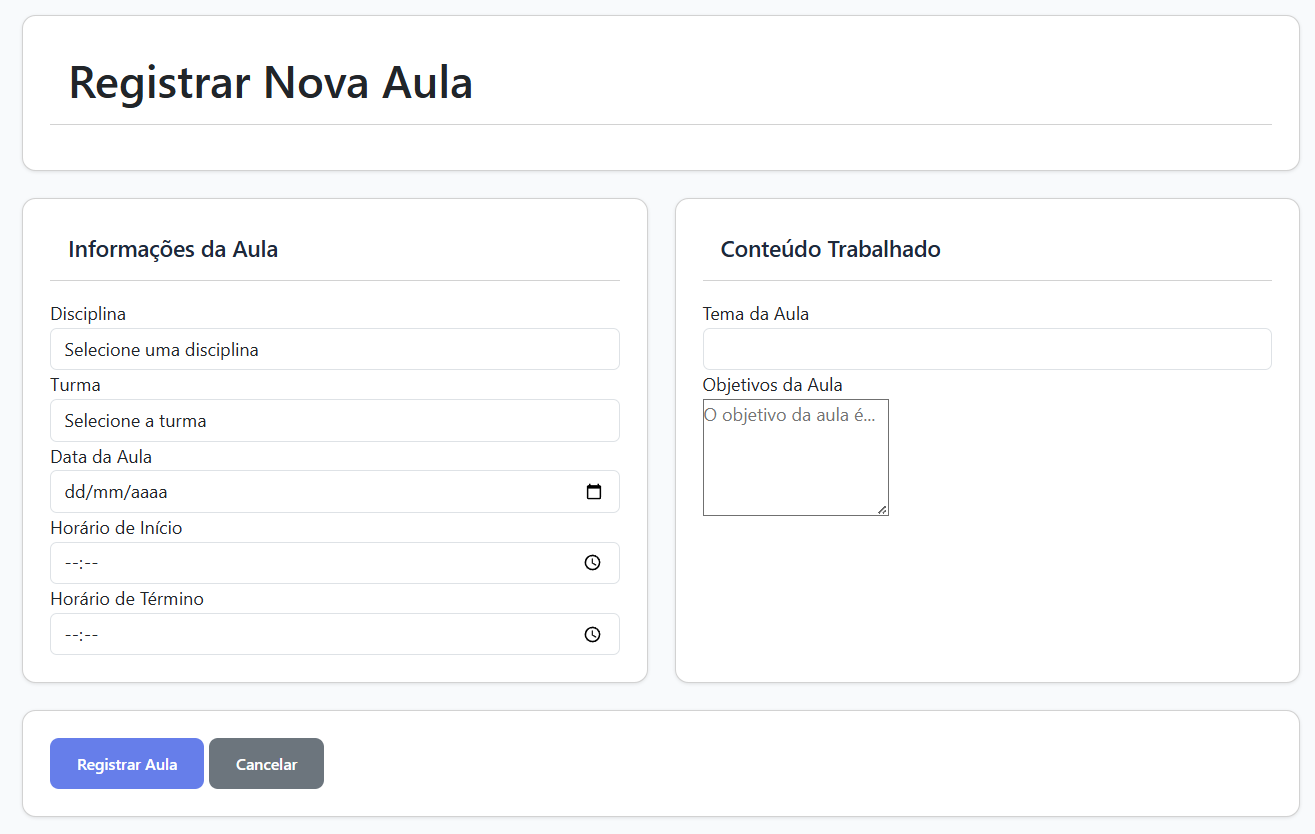 Registrar Nova Aula
Informações da Aula
Disciplina
Selecione uma disciplina
Turma
Selecione a turma
Data da Aula
dd/mm/aaaa
Horário de Início
--:--
Horário de Término
--:--
Conteúdo Trabalhado
Tema da Aula
Objetivos da Aula
O objetivo da aula é...
Registrar Aula
Cancelar